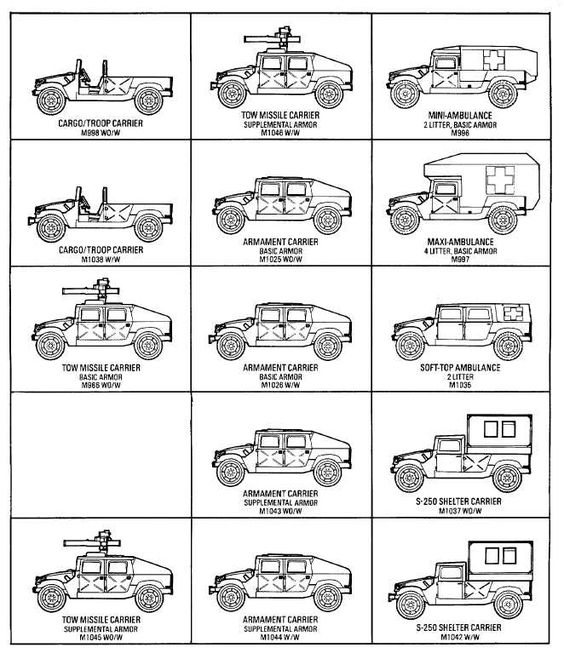 CARGO/TROOP CARRIER
M998 WO/W
TOW MISSILE CARRIER
SUPPLEMENTAL ARMOR
M1046 W/W
MINI-AMBULANCE
2 LITTER, BASIC ARMOR
M996
CARGO/TROOP CARRIER
M1038 W/W
ARMAMENT CARRIER
BASIC ARMOR
M1025 WO/W
MAXI-AMBULANCE
4 LITTER, BASIC ARMOR
M997
TOW MISSILE CARRIER
BASIC ARMOR
M966 WO/W
ARMAMENT CARRIER
BASIC ARMOR
M1026 W/W
SOFT-TOP AMBULANCE
2 LITTER
M1035
ARMAMENT CARRIER
SUPPLEMENTAL ARMOR
M1043 WO/W
S-250 SHELTER CARRIER
M1037 WO/W
TOW MISSILE CARRIER
SUPPLEMENTAL ARMOR
M1045 WO/W
ARMAMENT CARRIER
SUPPLEMENTAL ARMOR
M1044 W/W
S-250 SHELTER CARRIER
M1042 W/W